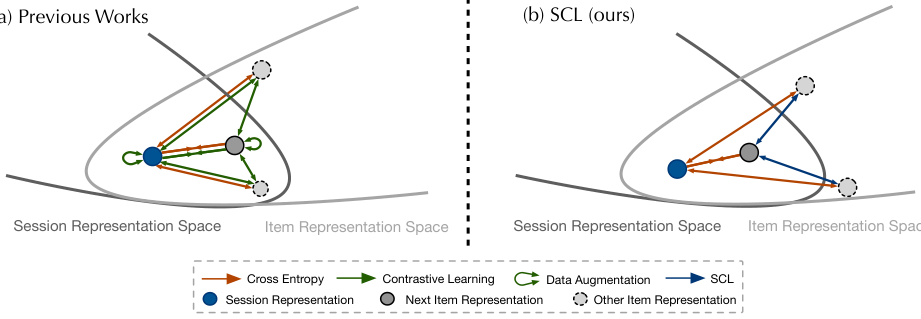 a) Previous Works
(b) SCL (ours)
Session Representation Space
Item Representation Space
Session Representation Space
Item Representation Spac
Cross Entropy
Contrastive Learning
Data Augmentation
SCL
Session Representation
Next Item Representation
Other Item Representation